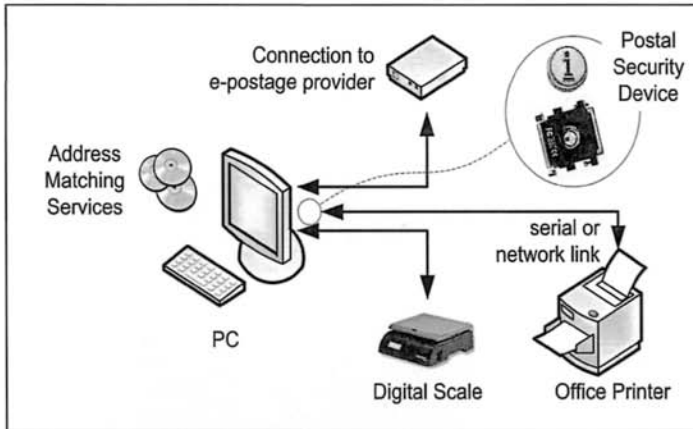 Connection to
e-postage provider
Postal
Security
Device
Address
Matching
Services
serial or
network link
PC
Digital Scale
Office Printer